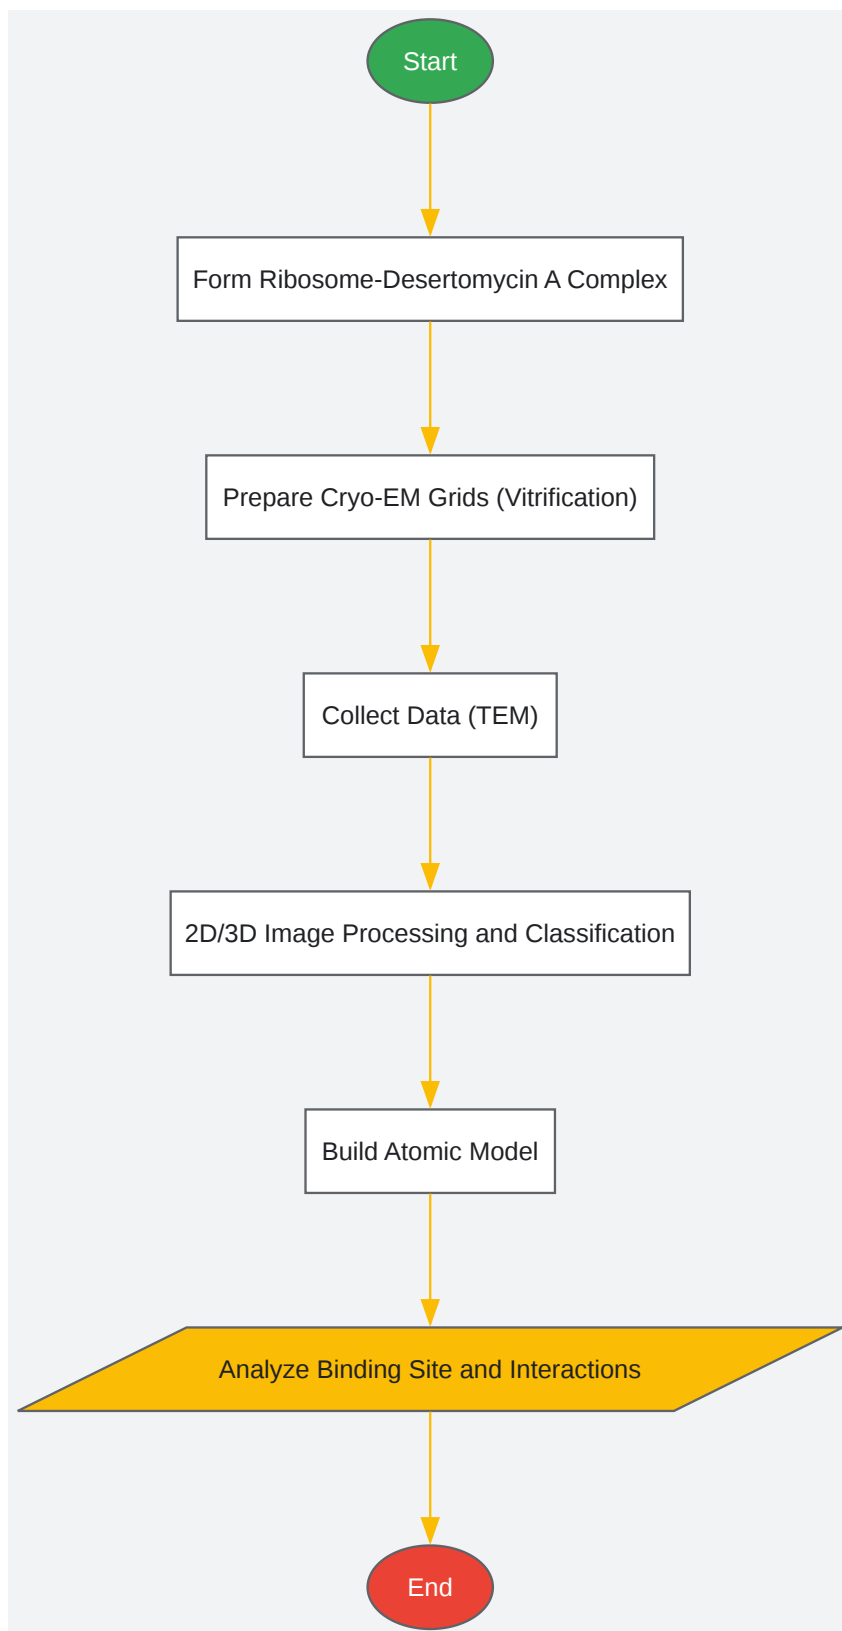 Start
Form Ribosome-Desertomycin A Complex
Prepare Cryo-EM Grids (Vitrification)
Collect Data (TEM)
2D/3D Image Processing and Classification
Build Atomic Model
Analyze Binding Site and Interactions
End